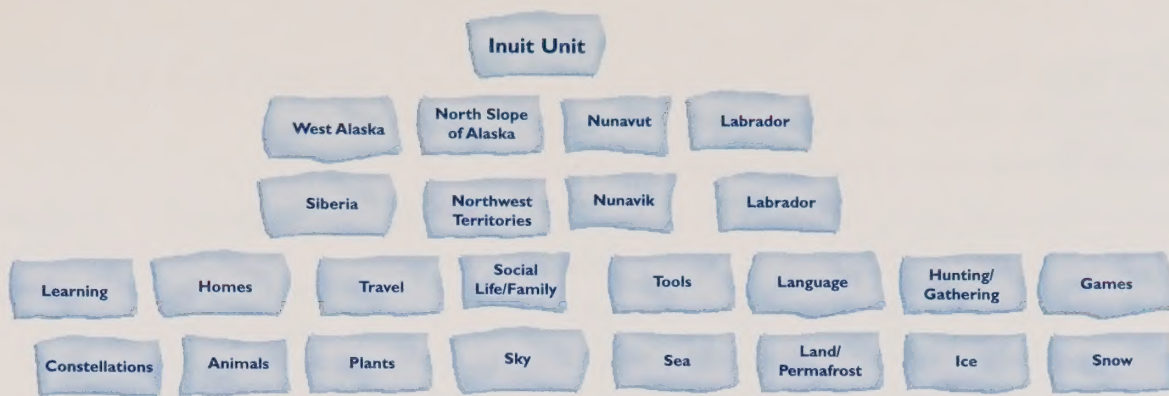 Inuit Unit
West Alaska
North Slope
of Alaska
Nunavut
Labrador
Siberia
Northwest
Territories
Nunavik
Labrador
Learning
Homes
Travel
Social
Life/Family
Tools
Language
Hunting/
Gathering
Games
Constellations
Animals
Plants
Sky
Sea
Land/
Permafrost
Ice
Snow